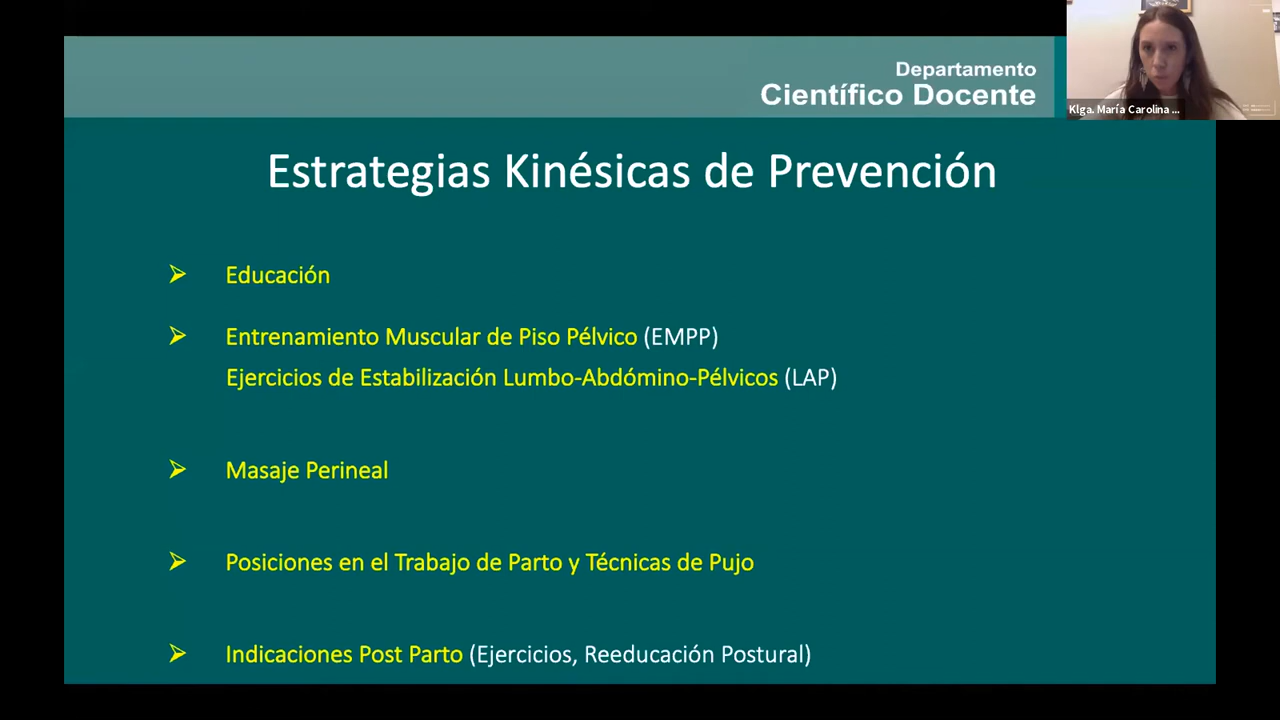 Departamento
Científico Docente
Klga. María Carolina ...
Estrategias Kinésicas de Prevención
➢ Educación
➢ Entrenamiento Muscular de Piso Pélvico (EMPP)
Ejercicios de Estabilización Lumbo-Abdómino-Pélvicos (LAP)
➢ Masaje Perineal
➢ Posiciones en el Trabajo de Parto y Técnicas de Pujo
➢ Indicaciones Post Parto (Ejercicios, Reeducación Postural)